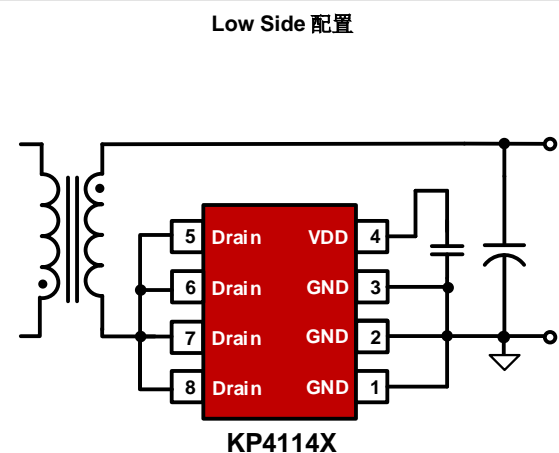 Low Side 配置
5 Drain VDD 4
6 Drain GND 3
7 Drain GND 2
8 Drain GND 1
KP4114X